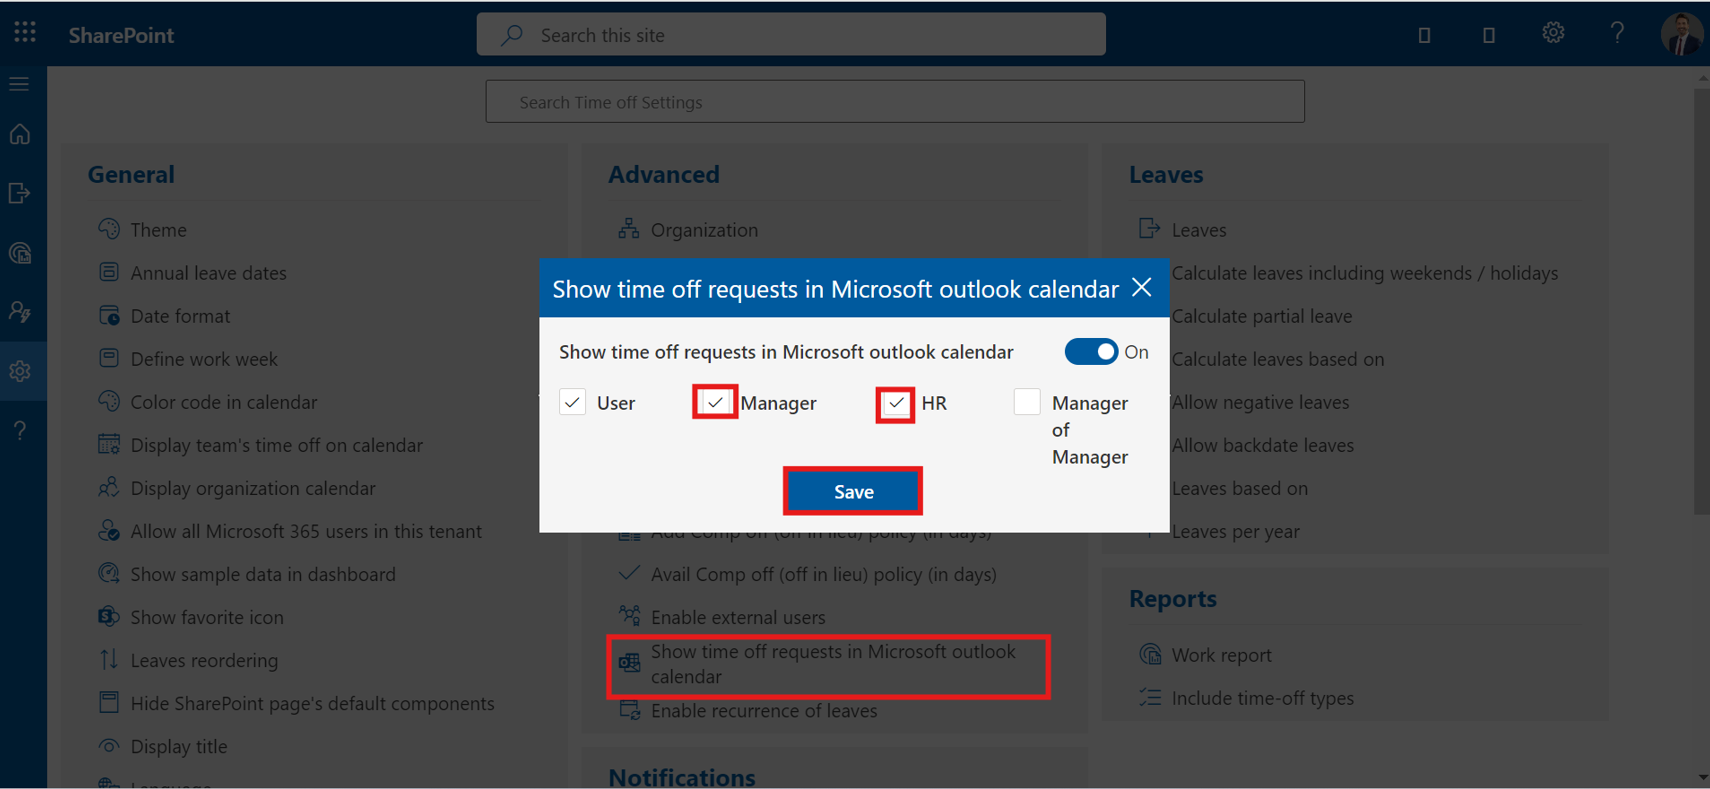 SharePoint
Search this site
Search Time off Settings
General
Theme
Annual leave dates
Date format
Define work week
Color code in calendar
Display team's time off on calendar
Display organization calendar
Allow all Microsoft 365 users in this tenant
Show sample data in dashboard
Show favorite icon
Leaves reordering
Hide SharePoint page's default components
Display title
Language
Advanced
Organization
Show time off requests in Microsoft outlook calendar
Show time off requests in Microsoft outlook calendar
On
User
Manager
HR
Manager
of
Manager
Save
Add Comp off (off in lieu) policy (in days)
Avail Comp off (off in lieu) policy (in days)
Enable external users
Show time off requests in Microsoft outlook
calendar
Enable recurrence of leaves
Notifications
Leaves
Leaves
Calculate leaves including weekends / holidays
Calculate partial leave
Calculate leaves based on
Allow negative leaves
Allow backdate leaves
Leaves based on
Leaves per year
Reports
Work report
Include time-off types